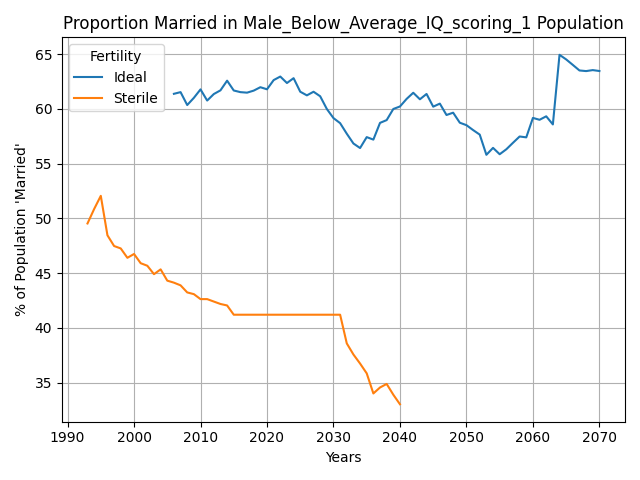 Proportion Married in Male_Below_Average_IQ_scoring_1 Population
Fertility
Ideal
Sterile
65
60
55
50
45
40
35
% of Population 'Married'
1990 2000 2010 2020 2030 2040 2050 2060 2070
Years